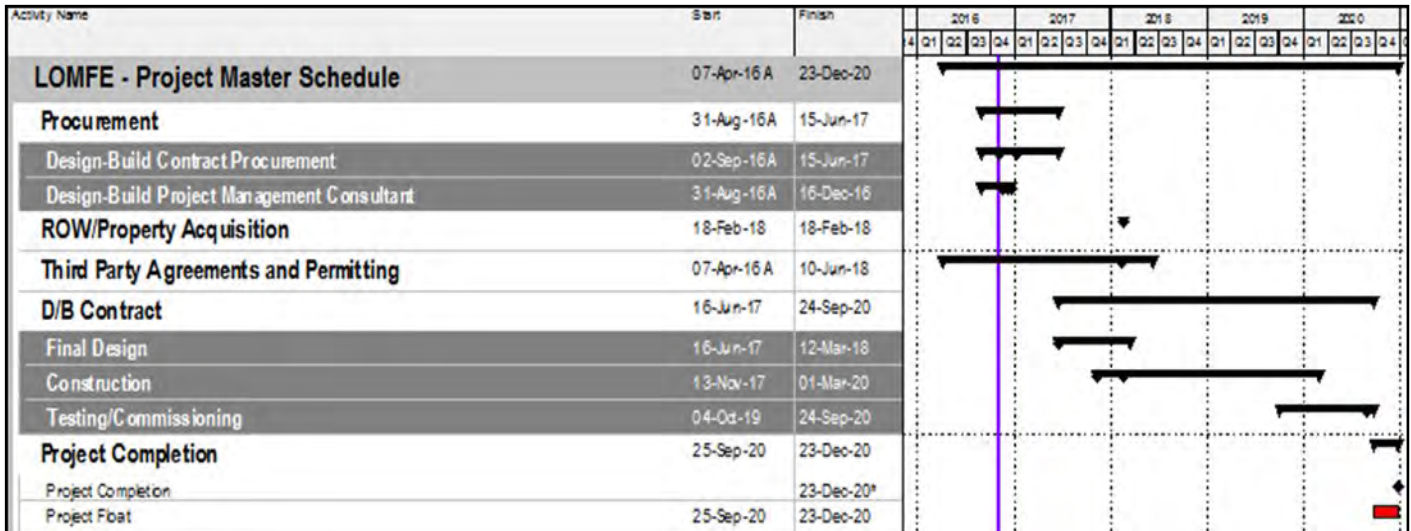 Activity Name Start Finish 2016 2017 2018 2019 2020
4 Q1 Q2 Q3 Q4 Q1 Q2 Q3 Q4 Q1 Q2 Q3 Q4 Q1 Q2 Q3 Q4 Q1 Q2 Q3 Q4
LOMFE - Project Master Schedule 07-Apr-16 A 23-Dec-20
Procurement 31-Aug-16A 15-Jun-17
Design-Build Contract Procurement 02-Sep-16A 15-Jun-17
Design-Build Project Management Consultant 31-Aug-16A 16-Dec-16
ROW/Property Acquisition 18-Feb-18 18-Feb-18
Third Party Agreements and Permitting 07-Apr-16 A 10-Jun-18
D/B Contract 16-Jun-17 24-Sep-20
Final Design 16-Jun-17 12-Mar-18
Construction 13-Nov-17 01-Mar-20
Testing/Commissioning 04-Oct-19 24-Sep-20
Project Completion 25-Sep-20 23-Dec-20
Project Completion 23-Dec-20*
Project Float 25-Sep-20 23-Dec-20